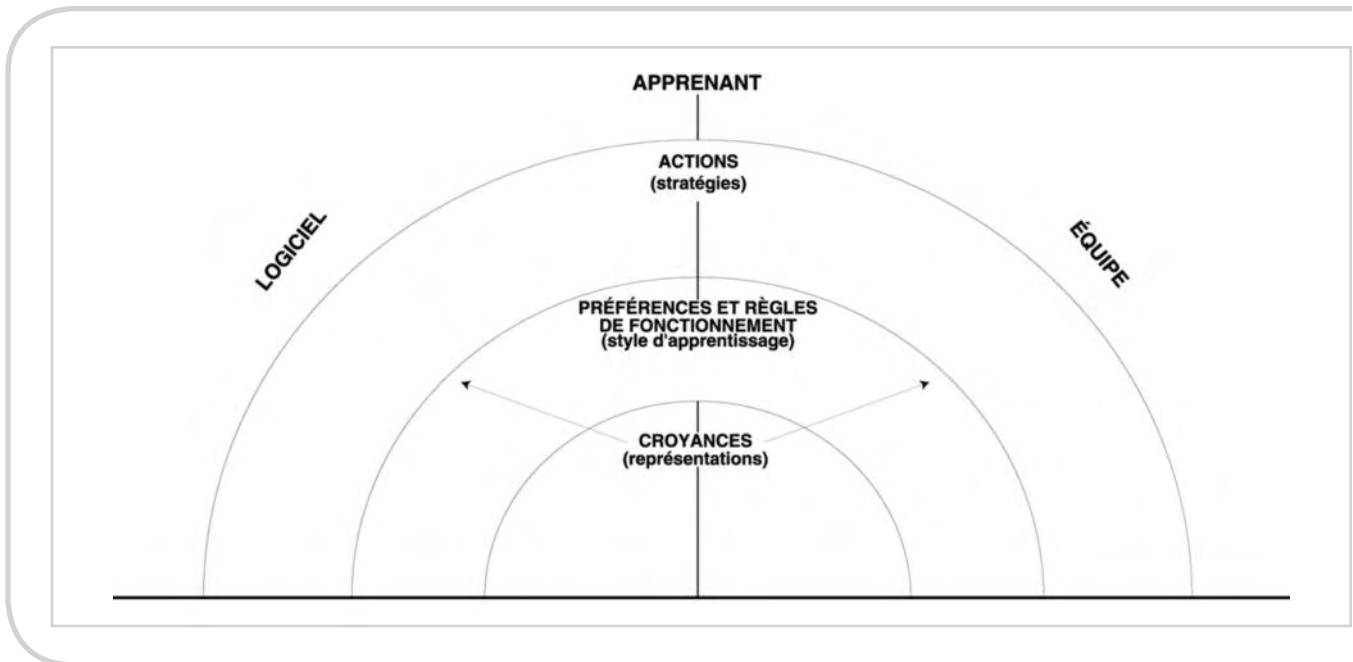 APPRENANT
ACTIONS
(stratégies)
LOGICIEL
ÉQUIPE
PRÉFÉRENCES ET RÈGLES
DE FONCTIONNEMENT
(style d'apprentissage)
CROYANCES
(représentations)